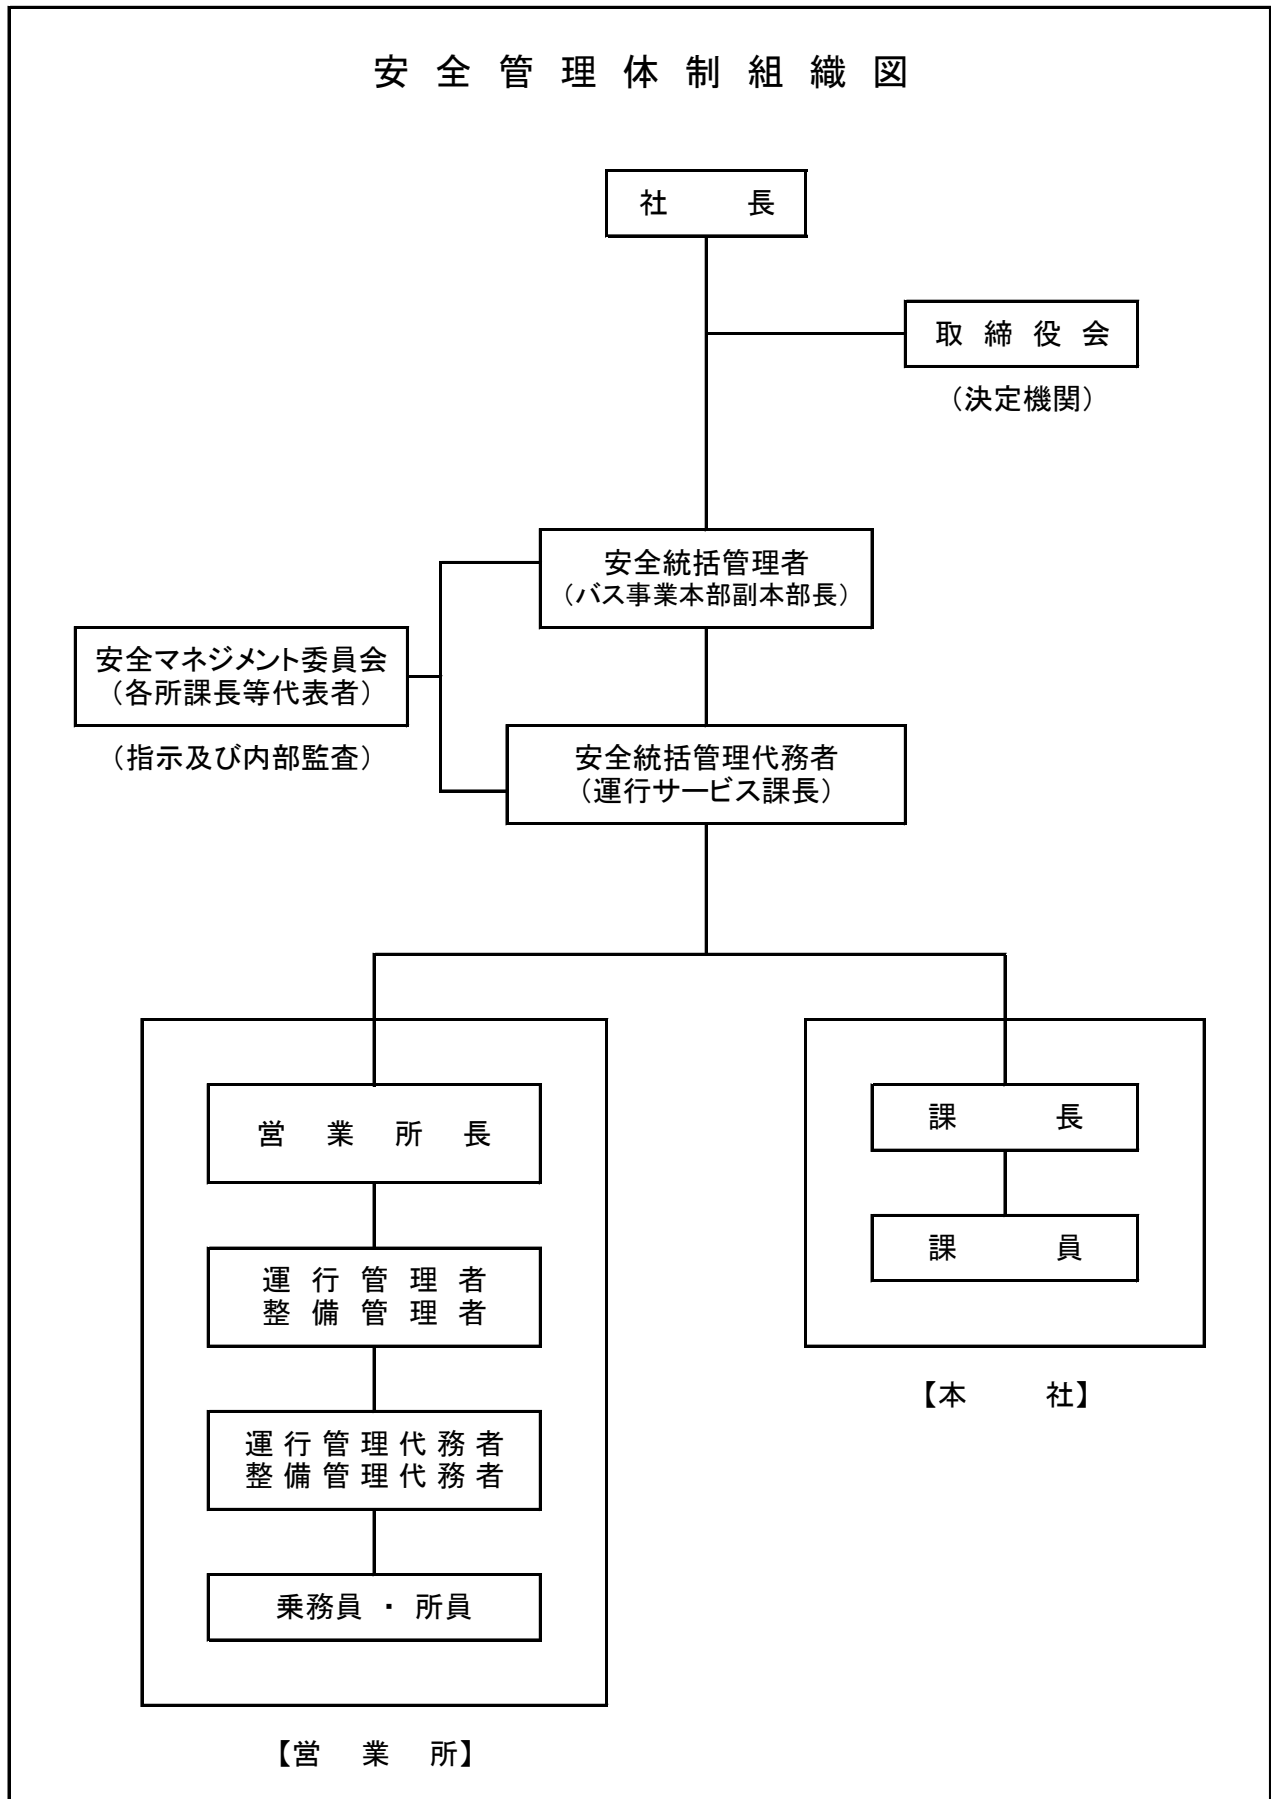 安全管理体制組織図
社長
取締役会
（決定機関）
安全統括管理者
（バス事業本部副本部長）
安全マネジメント委員会
（各所課長等代表者）
（指示及び内部監査）
安全統括管理代務者
（運行サービス課長）
営業所長
運行管理者
整備管理者
運行管理代務者
整備管理代務者
乗務員・所員
【営業所】
課長
課員
【本社】